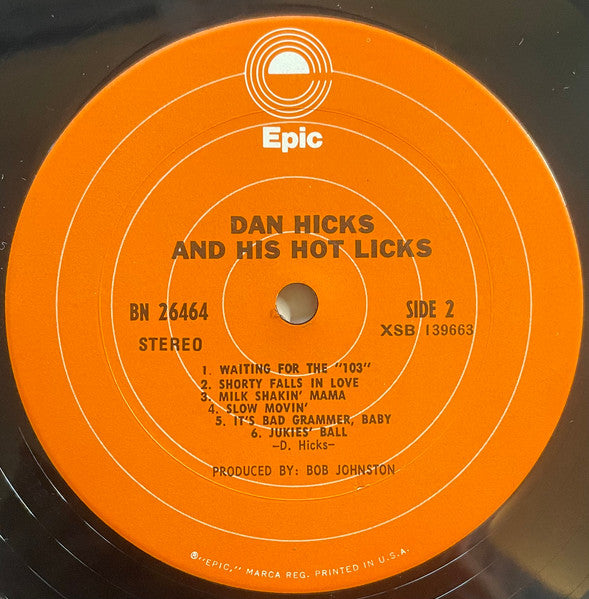 Epic
DAN HICKS
AND HIS HOT LICKS
BN 26464
SIDE 2
XSB 139663
STEREO
1. WAITING FOR THE "103"
2. SHORTY FALLS IN LOVE
3. MILK SHAKIN' MAMA
4. SLOW MOVIN'
5. IT'S BAD GRAMMER, BABY
6. JUKIES' BALL
—D. Hicks—
PRODUCED BY: BOB JOHNSTON
®"EPIC," MARCA REG. PRINTED IN U.S.A.